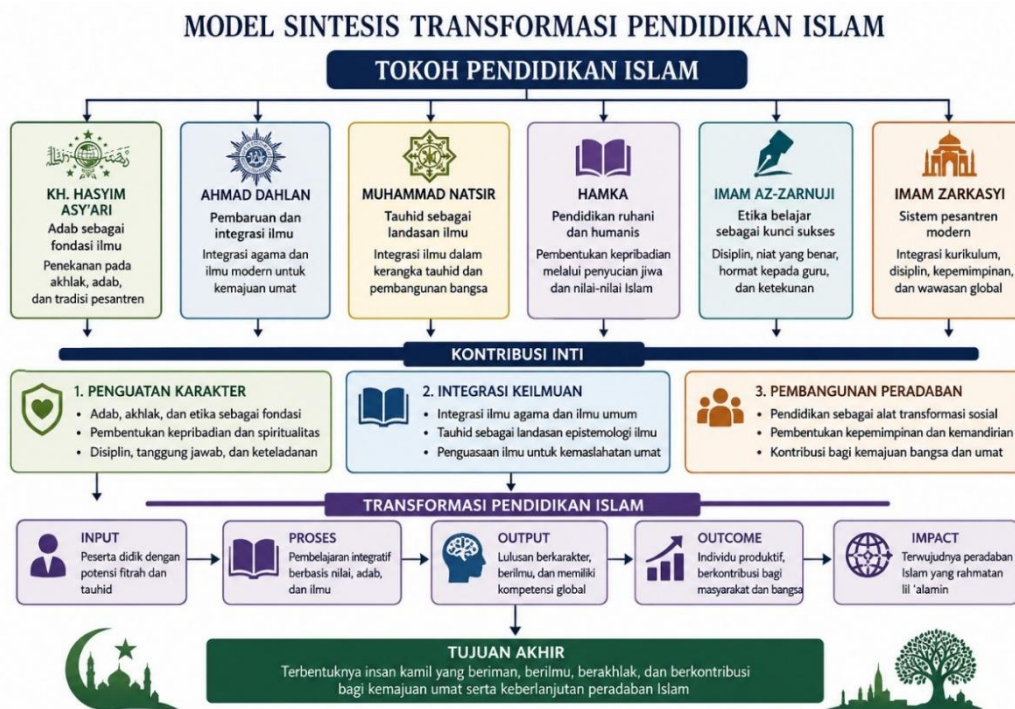 MODEL SINTESIS TRANSFORMASI PENDIDIKAN ISLAM
TOKOH PENDIDIKAN ISLAM
KH. HASYIM
ASY'ARI
Adab sebagai
fondasi ilmu
Penekanan pada
akhlak, adab,
dan tradisi pesantren
AHMAD DAHLAN
Pembaruan dan
integrasi ilmu
Integrasi agama dan
ilmu modern untuk
kemajuan umat
MUHAMMAD NATSIR
Tauhid sebagai
landasan ilmu
Integrasi ilmu dalam
kerangka tauhid dan
pembangunan bangsa
HAMKA
Pendidikan ruhani
dan humanis
Pembentukan kepribadian
melalui penyucian jiwa
dan nilai-nilai Islam
IMAM AZ-ZARNUJI
Etika belajar
sebagai kunci sukses
Disiplin, niat yang benar,
hormat kepada guru,
dan ketekunan
IMAM ZARKASYI
Sistem pesantren
modern
Integrasi kurikulum,
disiplin, kepemimpinan,
dan wawasan global
KONTRIBUSI INTI
1. PENGUATAN KARAKTER
• Adab, akhlak, dan etika sebagai fondasi
• Pembentukan kepribadian dan spiritualitas
• Disiplin, tanggung jawab, dan keteladanan
2. INTEGRASI KEILMUAN
• Integrasi ilmu agama dan ilmu umum
• Tauhid sebagai landasan epistemologi ilmu
• Penguasaan ilmu untuk kemaslahatan umat
3. PEMBANGUNAN PERADABAN
• Pendidikan sebagai alat transformasi sosial
• Pembentukan kepemimpinan dan kemandirian
• Kontribusi bagi kemajuan bangsa dan umat
TRANSFORMASI PENDIDIKAN ISLAM
INPUT
Peserta didik dengan
potensi fitrah dan
tauhid
PROSES
Pembelajaran integratif
berbasis nilai, adab,
dan ilmu
OUTPUT
Lulusan berkarakter,
berilmu, dan memiliki
kompetensi global
OUTCOME
Individu produktif,
berkontribusi bagi
masyarakat dan bangsa
IMPACT
Terwujudnya peradaban
Islam yang rahmatan
lil 'alamin
TUJUAN AKHIR
Terbentuknya insan kamil yang beriman, berilmu, berakhlak, dan berkontribusi
bagi kemajuan umat serta keberlanjutan peradaban Islam